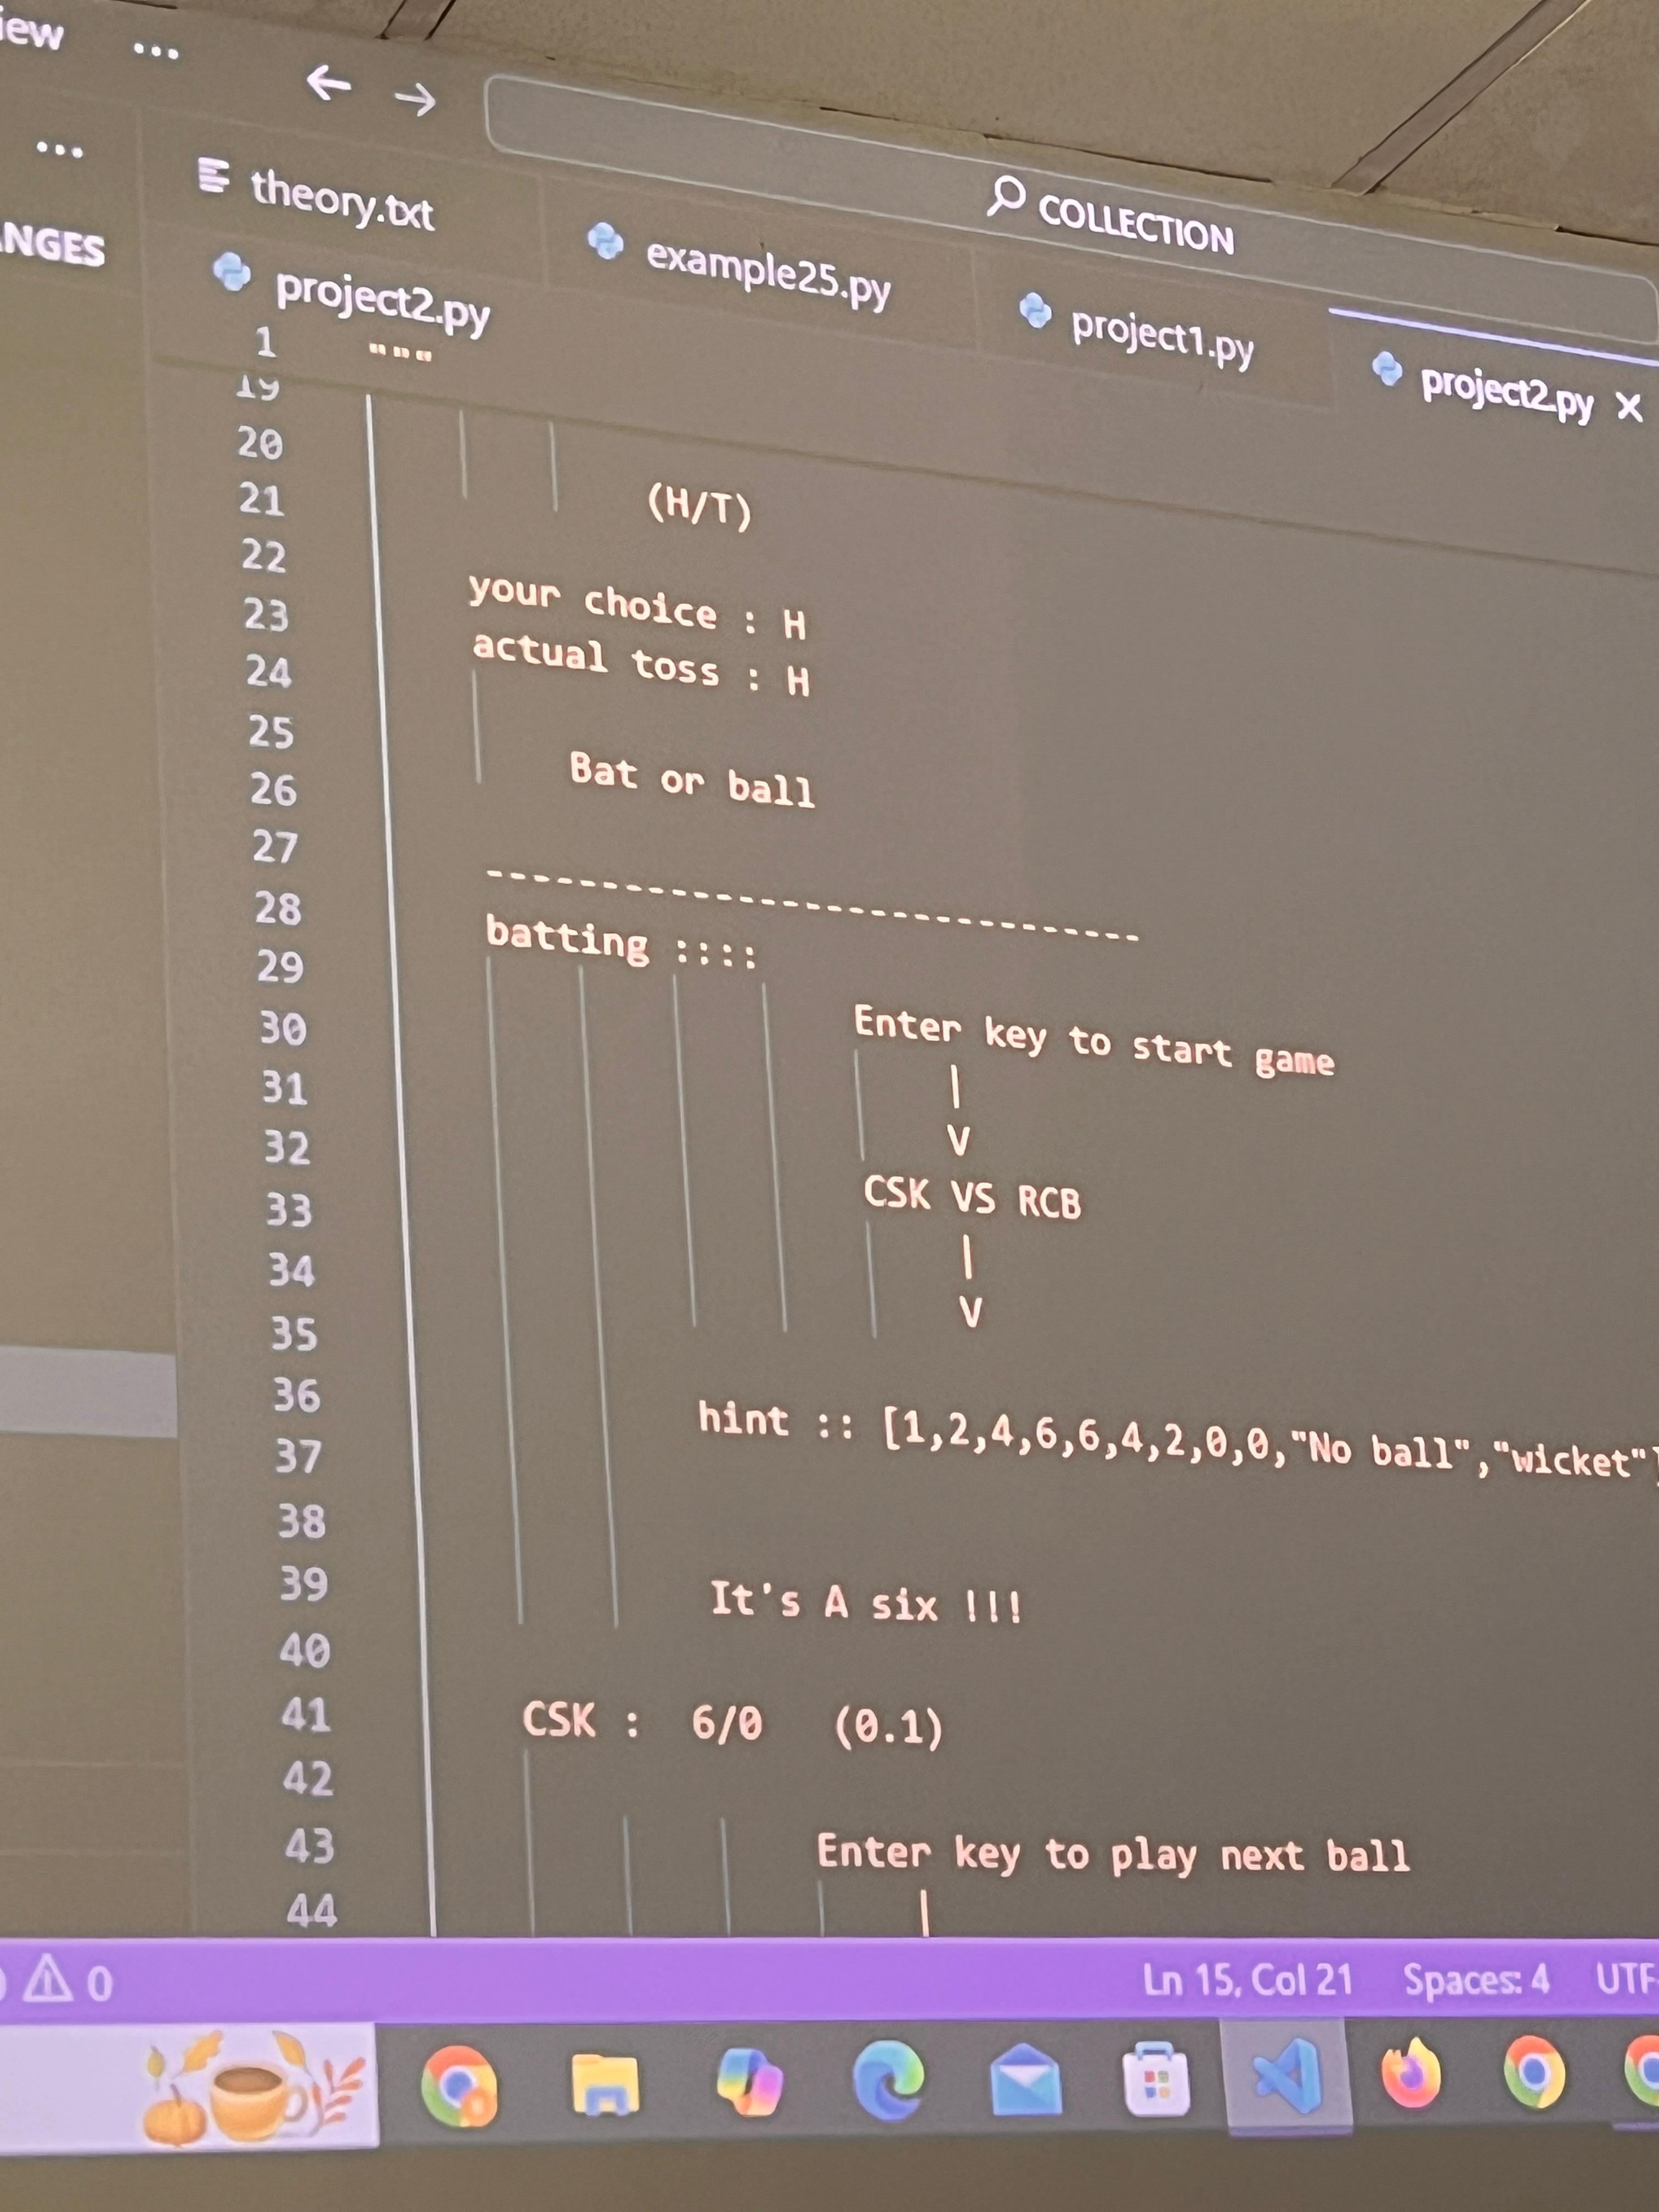 ...
COLLECTION
...
theory.txt
example25.py
project1.py
project2.py X
project2.py
1 """
19
20
21 (H/T)
22
23 your choice : H
24 actual toss : H
25
26 Bat or ball
27
28 -----------------------------
29 batting ::::
30 Enter key to start game
31 |
32 V
33 CSK VS RCB
34 |
35 V
36
37 hint :: [1,2,4,6,6,4,2,0,0,"No ball","wicket"]
38
39 It's A six !!!
40
41 CSK : 6/0 (0.1)
42
43 Enter key to play next ball
44 |
0 Ln 15, Col 21 Spaces: 4 UTF-